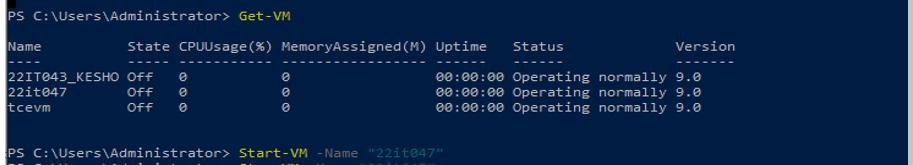 PS C:\Users\Administrator> Get-VM
Name State CPUUsage(%) MemoryAssigned(M) Uptime Status Version
---- ----- ----------- ----------------- ------ ------ -------
22IT043_KESHO Off 0 0 00:00:00 Operating normally 9.0
22it047 Off 0 0 00:00:00 Operating normally 9.0
tcevm Off 0 0 00:00:00 Operating normally 9.0
PS C:\Users\Administrator> Start-VM -Name "22it047"